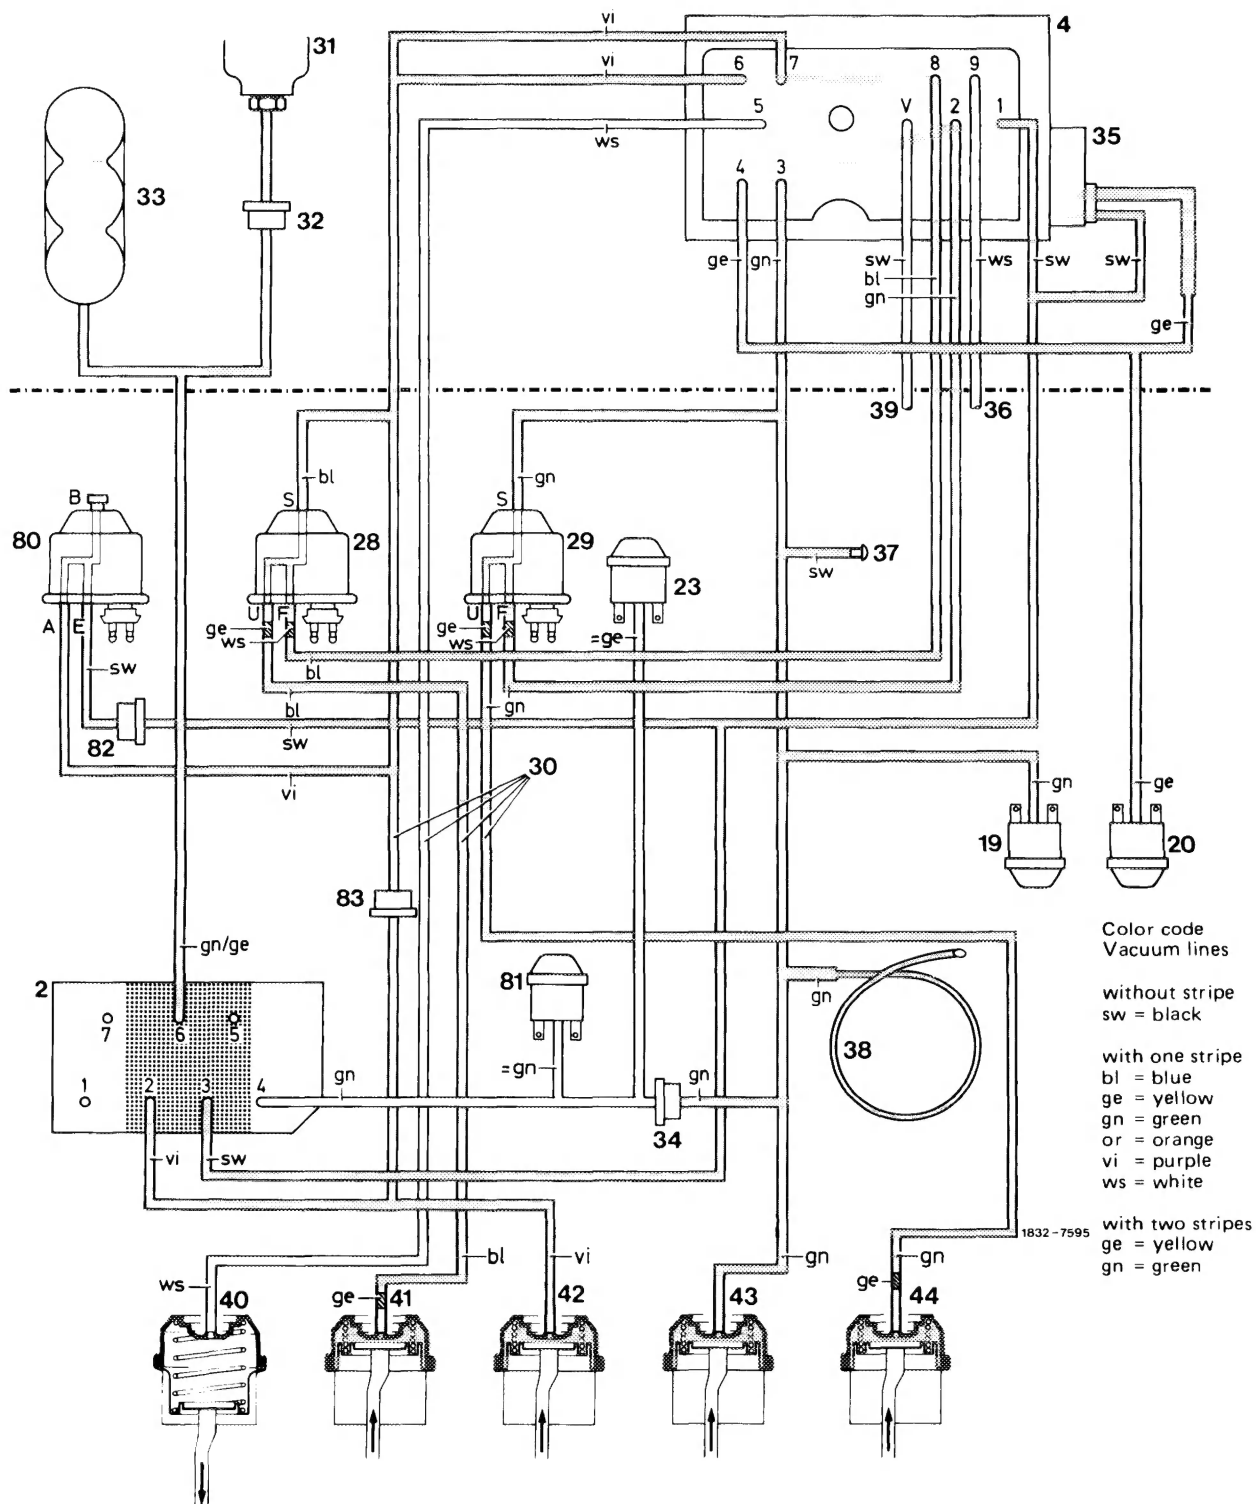 vi
4
31
vi
6
7
8
9
5
V
2
1
35
ws
33
4
3
32
ge
gn
sw
ws
sw
sw
bl
gn
ge
39
36
bl
gn
B
S
S
80
28
29
37
23
sw
A
E
U
F
U
F
ge
ws
ge
ws
=ge
sw
bl
bl
gn
82
sw
30
vi
gn
ge
19
20
83
gn/ge
Color code
Vacuum lines
81
2
gn
without stripe
sw = black
7
6
5
38
with one stripe
bl = blue
ge = yellow
gn = green
or = orange
vi = purple
ws = white
=gn
1
2
3
4
gn
gn
34
vi
sw
with two stripes
ge = yellow
gn = green
1832-7595
bl
vi
gn
gn
ws
ge
ge
40
41
42
43
44